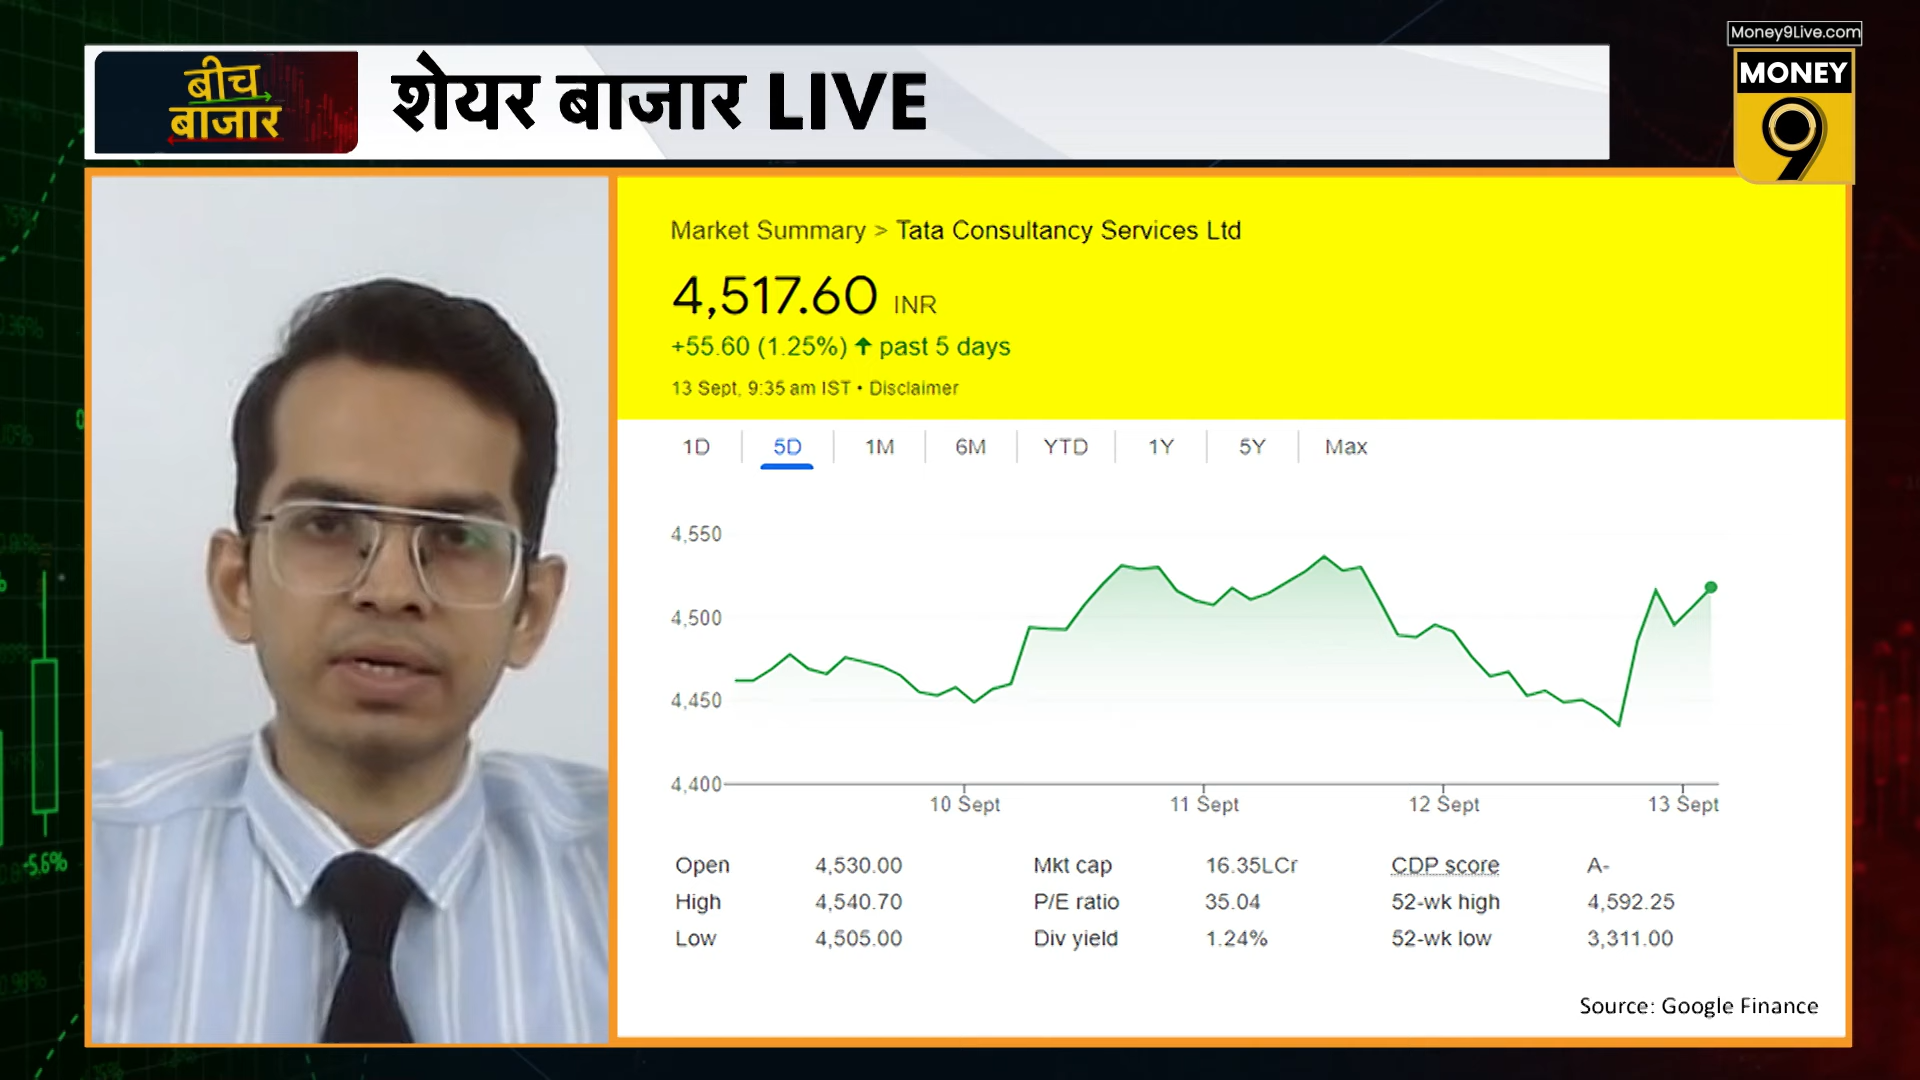 Money9Live.com
MONEY
9
बीच
बाजार
शेयर बाजार LIVE
Market Summary > Tata Consultancy Services Ltd
4,517.60 INR
+55.60 (1.25%) ↑ past 5 days
13 Sept, 9:35 am IST • Disclaimer
1D 5D 1M 6M YTD 1Y 5Y Max
4,550
4,500
4,450
4,400
10 Sept 11 Sept 12 Sept 13 Sept
Open 4,530.00 Mkt cap 16.35LCr CDP score A-
High 4,540.70 P/E ratio 35.04 52-wk high 4,592.25
Low 4,505.00 Div yield 1.24% 52-wk low 3,311.00
Source: Google Finance
-5.6%